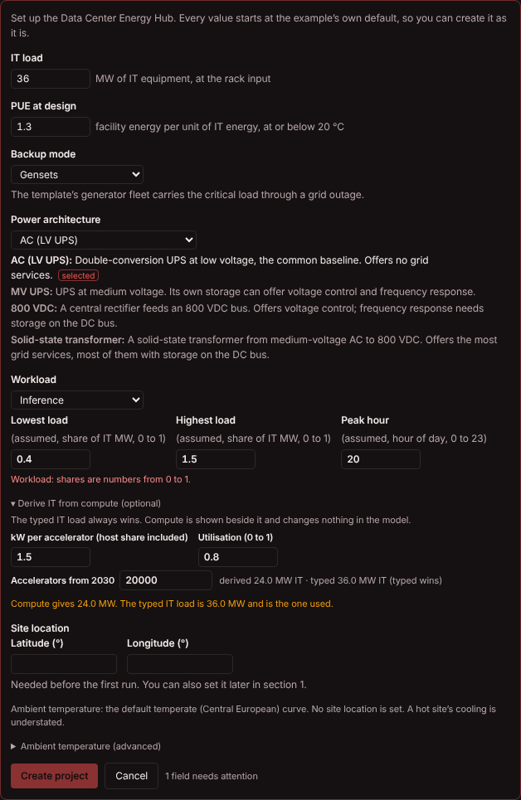 Set up the Data Center Energy Hub. Every value starts at the example's own default, so you can create it as
it is.
IT load
36 MW of IT equipment, at the rack input
PUE at design
1.3 facility energy per unit of IT energy, at or below 20 °C
Backup mode
Gensets
The template's generator fleet carries the critical load through a grid outage.
Power architecture
AC (LV UPS)
AC (LV UPS): Double-conversion UPS at low voltage, the common baseline. Offers no grid
services. selected
MV UPS: UPS at medium voltage. Its own storage can offer voltage control and frequency response.
800 VDC: A central rectifier feeds an 800 VDC bus. Offers voltage control; frequency response needs
storage on the DC bus.
Solid-state transformer: A solid-state transformer from medium-voltage AC to 800 VDC. Offers the most
grid services, most of them with storage on the DC bus.
Workload
Inference
Lowest load Highest load Peak hour
(assumed, share of IT MW, 0 to 1) (assumed, share of IT MW, 0 to 1) (assumed, hour of day, 0 to 23)
0.4 1.5 20
Workload: shares are numbers from 0 to 1.
▾ Derive IT from compute (optional)
The typed IT load always wins. Compute is shown beside it and changes nothing in the model.
kW per accelerator (host share included) Utilisation (0 to 1)
1.5 0.8
Accelerators from 2030 20000 derived 24.0 MW IT · typed 36.0 MW IT (typed wins)
Compute gives 24.0 MW. The typed IT load is 36.0 MW and is the one used.
Site location
Latitude (°) Longitude (°)
Needed before the first run. You can also set it later in section 1.
Ambient temperature: the default temperate (Central European) curve. No site location is set. A hot site's cooling is
understated.
▸ Ambient temperature (advanced)
Create project Cancel 1 field needs attention